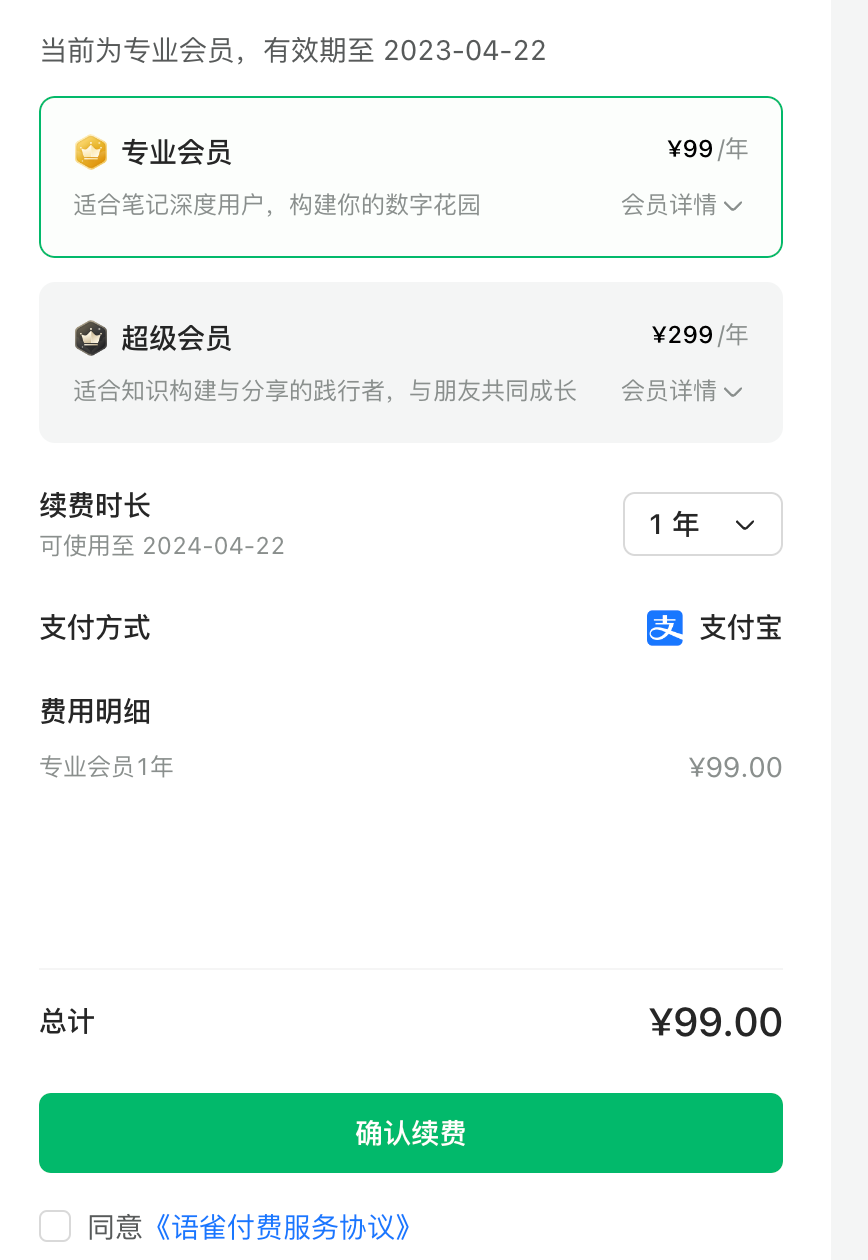 当前为专业会员，有效期至 2023-04-22
专业会员
¥99/年
适合笔记深度用户，构建你的数字花园
会员详情
超级会员
¥299/年
适合知识构建与分享的践行者，与朋友共同成长
会员详情
续费时长
可使用至 2024-04-22
1 年
支付方式
支 支付宝
费用明细
专业会员1年
¥99.00
总计
¥99.00
确认续费
同意《语雀付费服务协议》